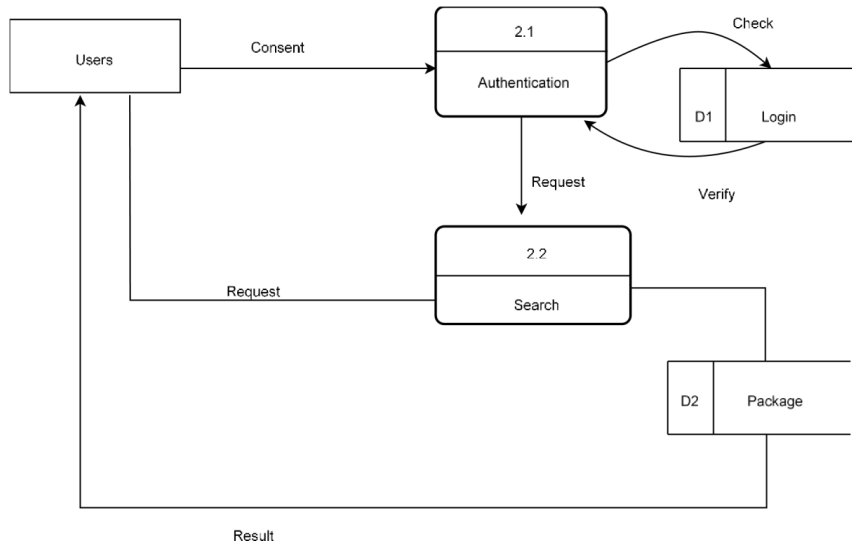 2.1
Check
Consent
Users
Authentication
D1
Login
Request
Verify
2.2
Request
Search
D2
Package
Result